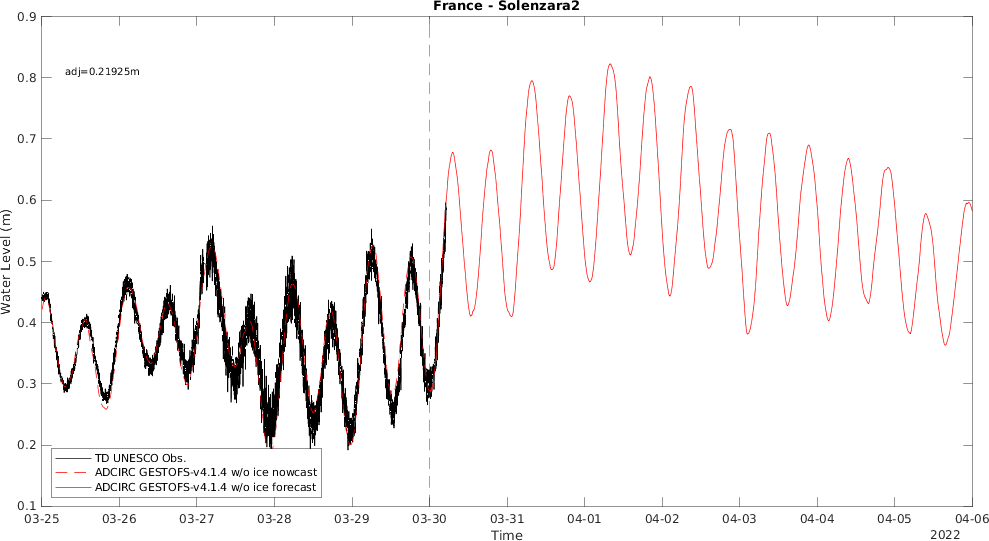 France - Solenzara2
0.9
0.8
0.7
0.6
0.5
0.4
0.3
0.2
0.1
Water Level (m)
adj=0.21925m
TD UNESCO Obs.
ADCIRC GESTOFS-v4.1.4 w/o ice nowcast
ADCIRC GESTOFS-v4.1.4 w/o ice forecast
03-25 03-26 03-27 03-28 03-29 03-30 03-31 04-01 04-02 04-03 04-04 04-05 04-06
Time
2022